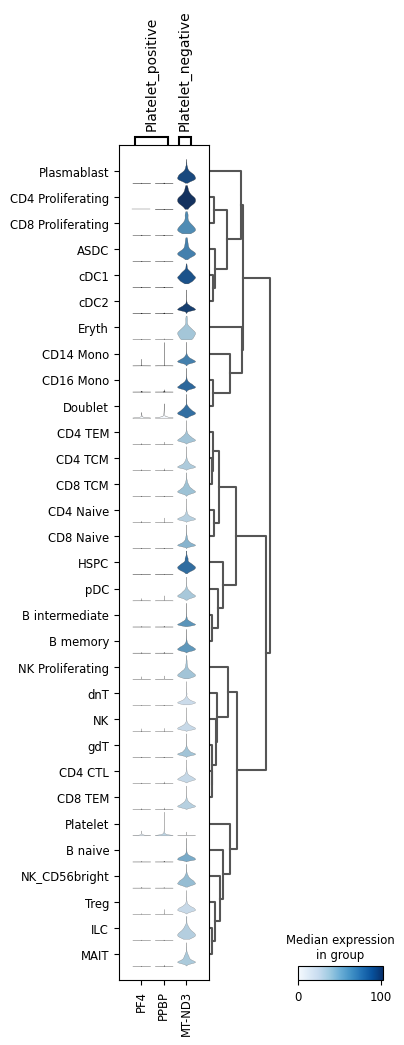 Platelet_positive
Platelet_negative
Plasmablast
CD4 Proliferating
CD8 Proliferating
ASDC
cDC1
cDC2
Eryth
CD14 Mono
CD16 Mono
Doublet
CD4 TEM
CD4 TCM
CD8 TCM
CD4 Naive
CD8 Naive
HSPC
pDC
B intermediate
B memory
NK Proliferating
dnT
NK
gdT
CD4 CTL
CD8 TEM
Platelet
B naive
NK_CD56bright
Treg
ILC
MAIT
PF4
PPBP
MT-ND3
Median expression
in group
0 100